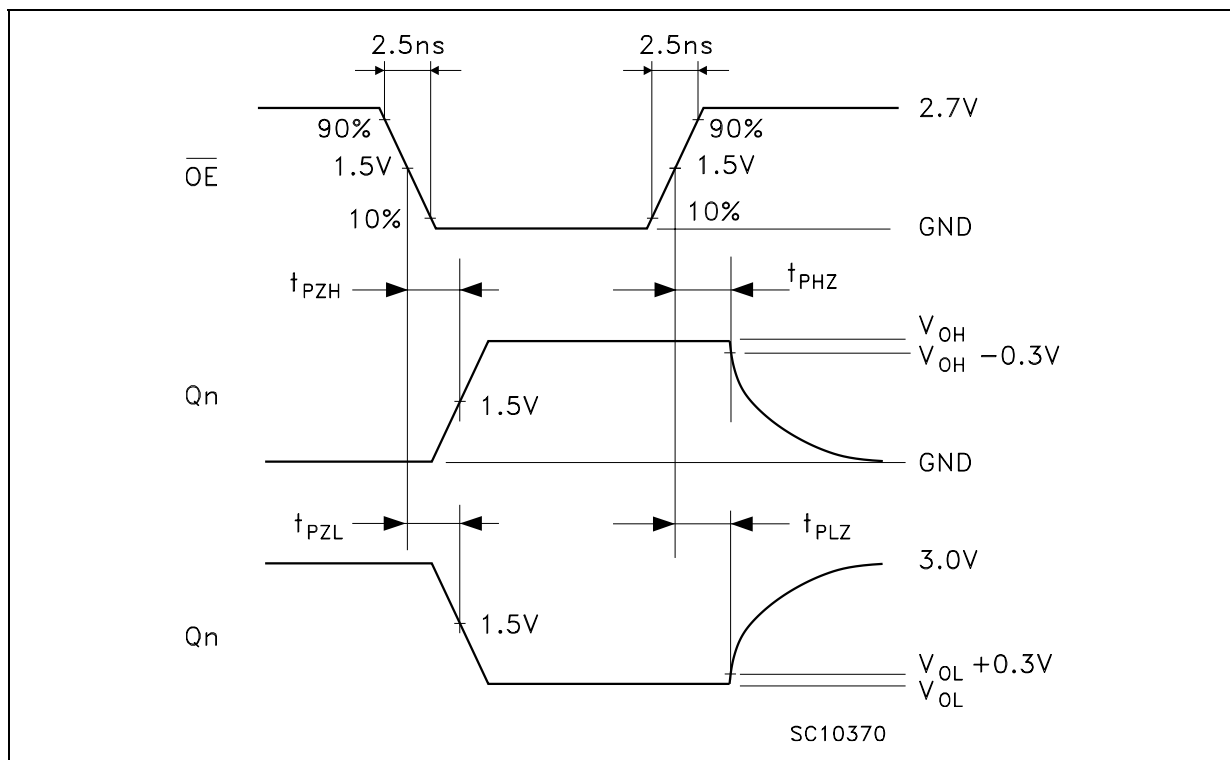 2.5ns 2.5ns
2.7V
90% 90%
OE 1.5V 1.5V
10% 10%
GND
tPZH tPHZ
VOH
VOH -0.3V
Qn 1.5V
GND
tPZL tPLZ
3.0V
Qn 1.5V
VOL +0.3V
VOL
SC10370